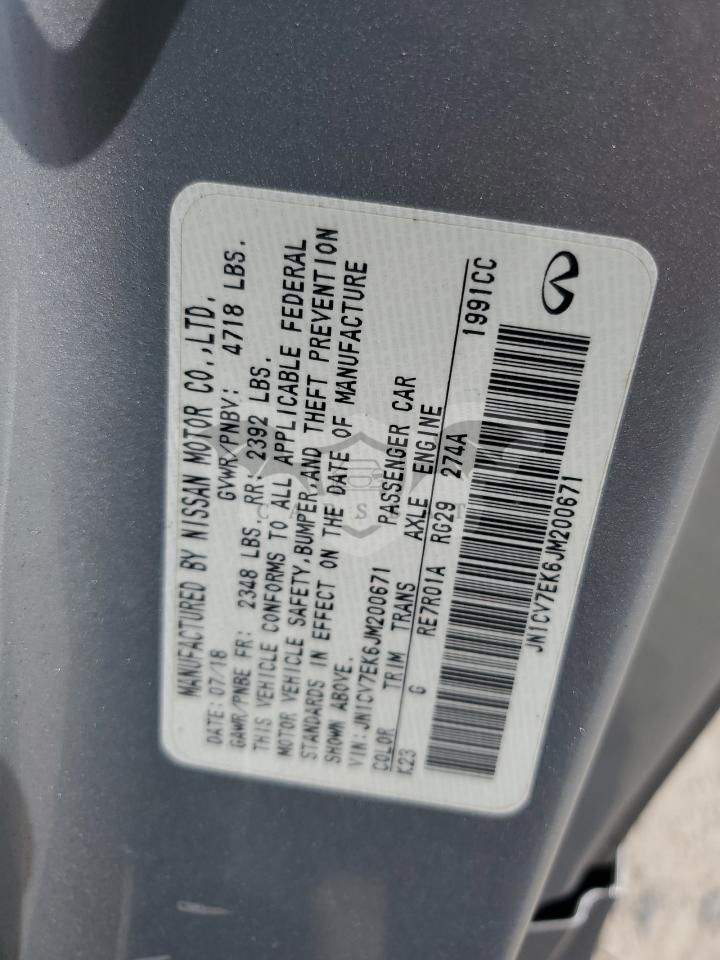 MANUFACTURED BY NISSAN MOTOR CO.,LTD.
DATE: 07/18 GVWR/PNBV: 4718 LBS.
GAWR/PNBE FR: 2348 LBS. RR: 2392 LBS.
THIS VEHICLE CONFORMS TO ALL APPLICABLE FEDERAL
MOTOR VEHICLE SAFETY,BUMPER,AND THEFT PREVENTION
STANDARDS IN EFFECT ON THE DATE OF MANUFACTURE
SHOWN ABOVE.
VIN:JN1CV7EK6JM200671 PASSENGER CAR
COLOR TRIM TRANS AXLE ENGINE
K23 G RE7R01A RG29 274A 1991CC
JN1CV7EK6JM200671